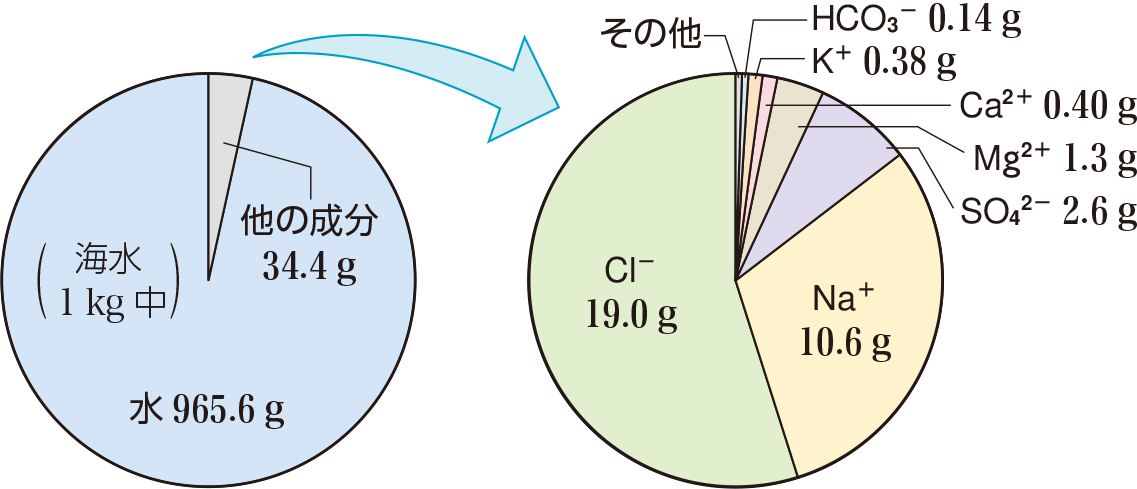 他の成分
34.4 g
海水
1 kg 中
水 965.6 g
その他
HCO₃⁻ 0.14 g
K⁺ 0.38 g
Ca²⁺ 0.40 g
Mg²⁺ 1.3 g
SO₄²⁻ 2.6 g
Cl⁻
19.0 g
Na⁺
10.6 g